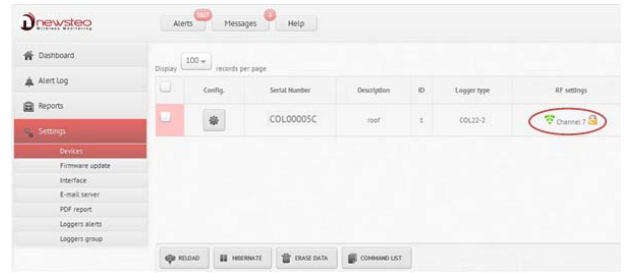 newsteo
Wireless Monitoring
Alerts Messages Help
Dashboard
Alert Log
Reports
Settings
Devices
Firmware update
Interface
E-mail server
PDF report
Loggers alerts
Loggers group
Display 100 records per page
Config. Serial Number Description ID Logger type RF settings
COL00005C roof 1 COL22-2 Channel 7
RELOAD HIBERNATE ERASE DATA COMMAND LIST